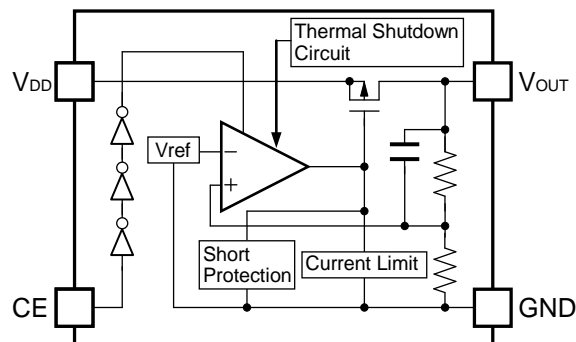 Thermal Shutdown
Circuit
VDD
VOUT
Vref
−
+
Short
Protection
Current Limit
CE
GND